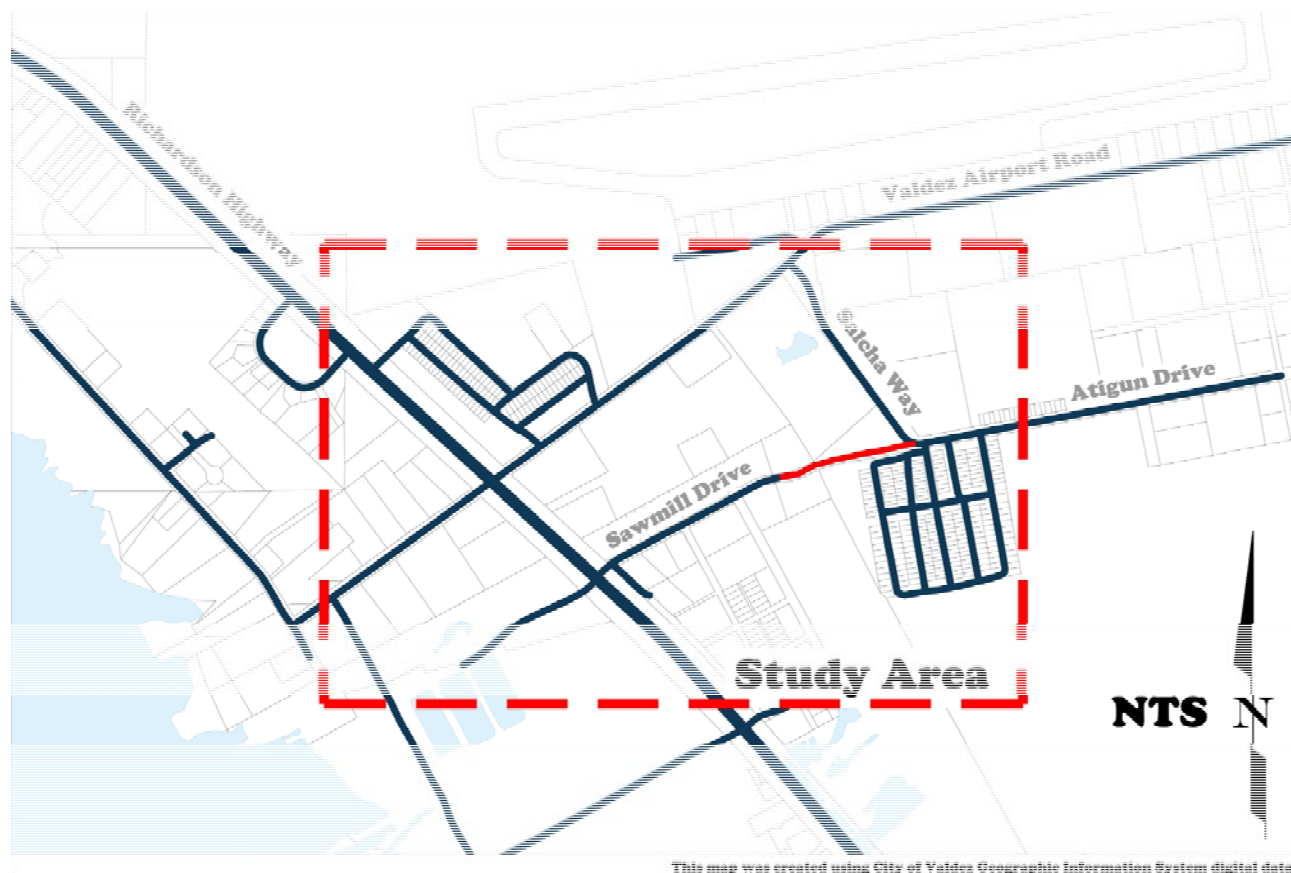 Richardson Highway
Valdez Airport Road
Salcha Way
Atigun Drive
Sawmill Drive
Study Area
NTS N
This map was created using City of Valdez Geographic Information System digital data